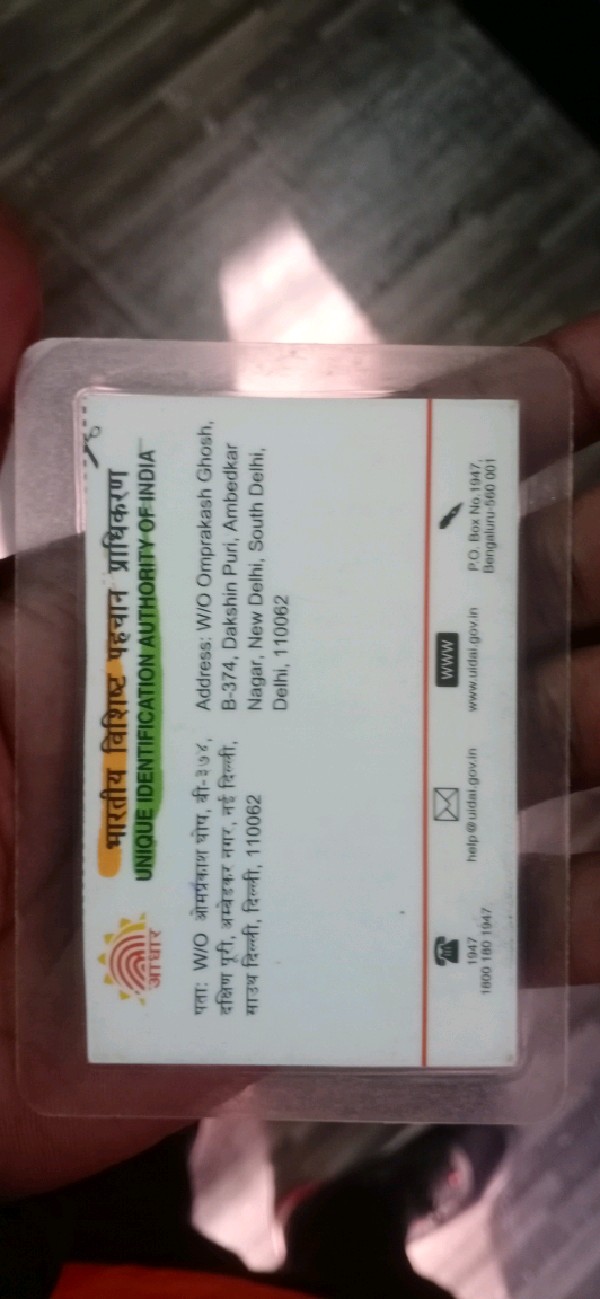 भारतीय विशिष्ट पहचान प्राधिकरण
UNIQUE IDENTIFICATION AUTHORITY OF INDIA
आधार
पता: W/O ओमप्रकाश घोष, बी-३७४,
दक्षिण पूरी, अम्बेडकर नगर, नई दिल्ली,
साउथ दिल्ली, दिल्ली, 110062
Address: W/O Omprakash Ghosh,
B-374, Dakshin Puri, Ambedkar
Nagar, New Delhi, South Delhi,
Delhi, 110062
1947
1800 180 1947
help@uidai.gov.in
WWW
www.uidai.gov.in
P.O. Box No.1947,
Bengaluru-560 001